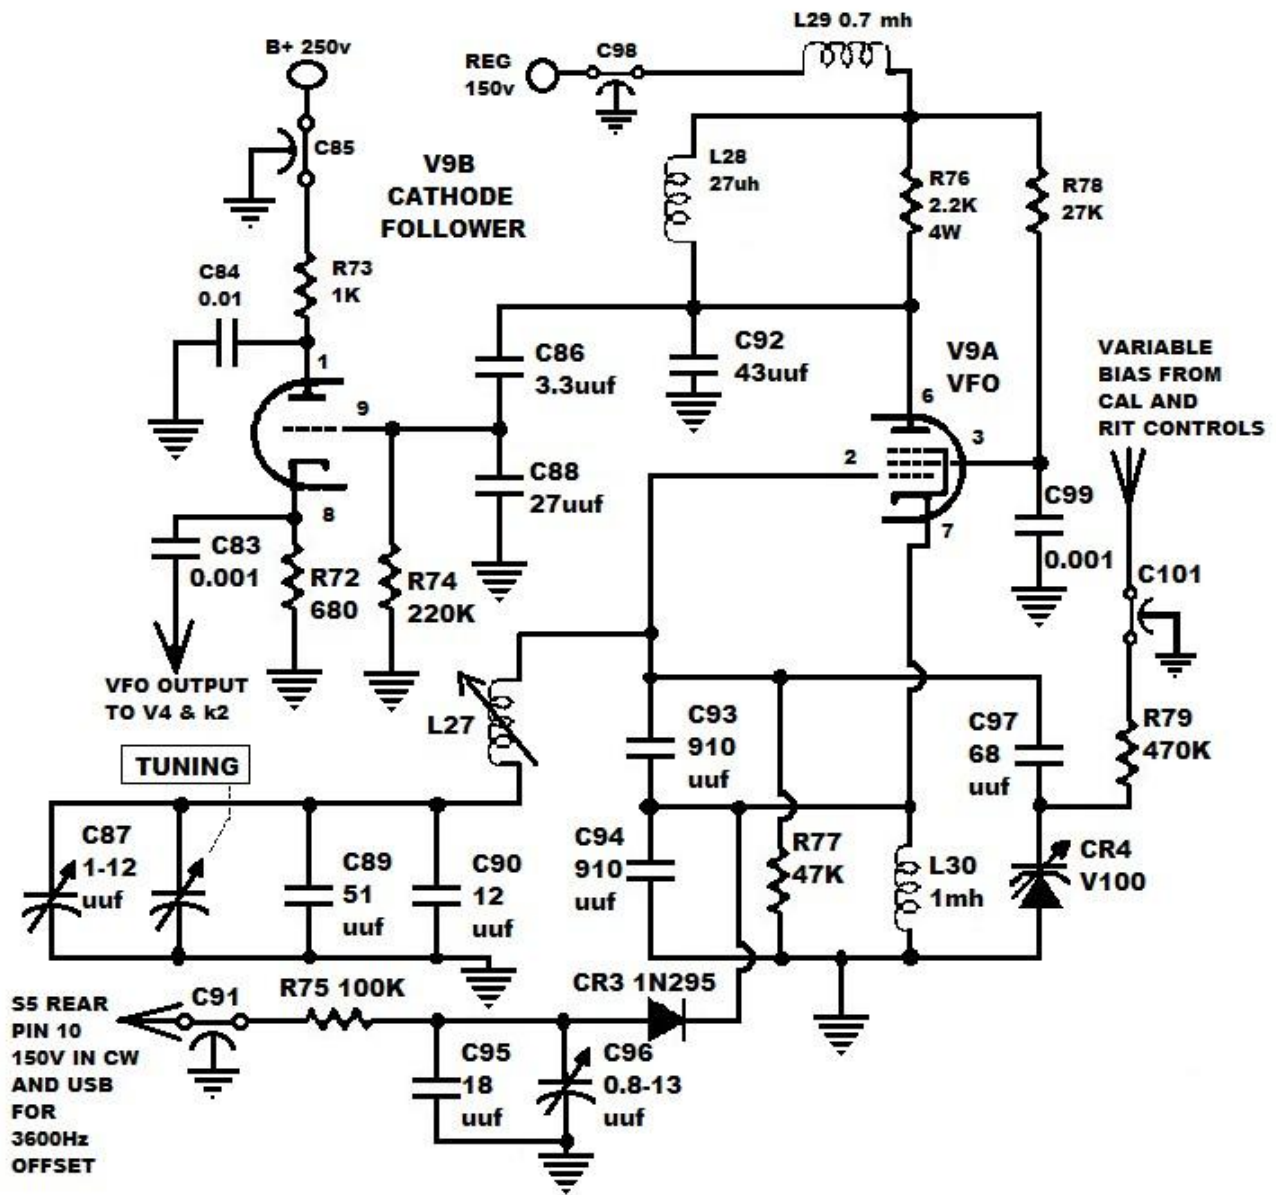 L29 0.7 mh
B+ 250v
C98
REG
150v
C85
V9B
CATHODE
FOLLOWER
L28
27uh
R76
2.2K
4W
R78
27K
C84
0.01
R73
1K
C86
3.3uuf
C92
43uuf
V9A
VFO
VARIABLE
BIAS FROM
CAL AND
RIT CONTROLS
1
9
6
3
2
C88
27uuf
C99
0.001
8
7
C83
0.001
R72
680
R74
220K
C101
VFO OUTPUT
TO V4 & k2
L27
C93
910
uuf
C97
68
uuf
R79
470K
TUNING
C87
1-12
uuf
C89
51
uuf
C90
12
uuf
C94
910
uuf
R77
47K
L30
1mh
CR4
V100
S5 REAR
PIN 10
150V IN CW
AND USB
FOR
3600Hz
OFFSET
C91
R75 100K
CR3 1N295
C95
18
uuf
C96
0.8-13
uuf